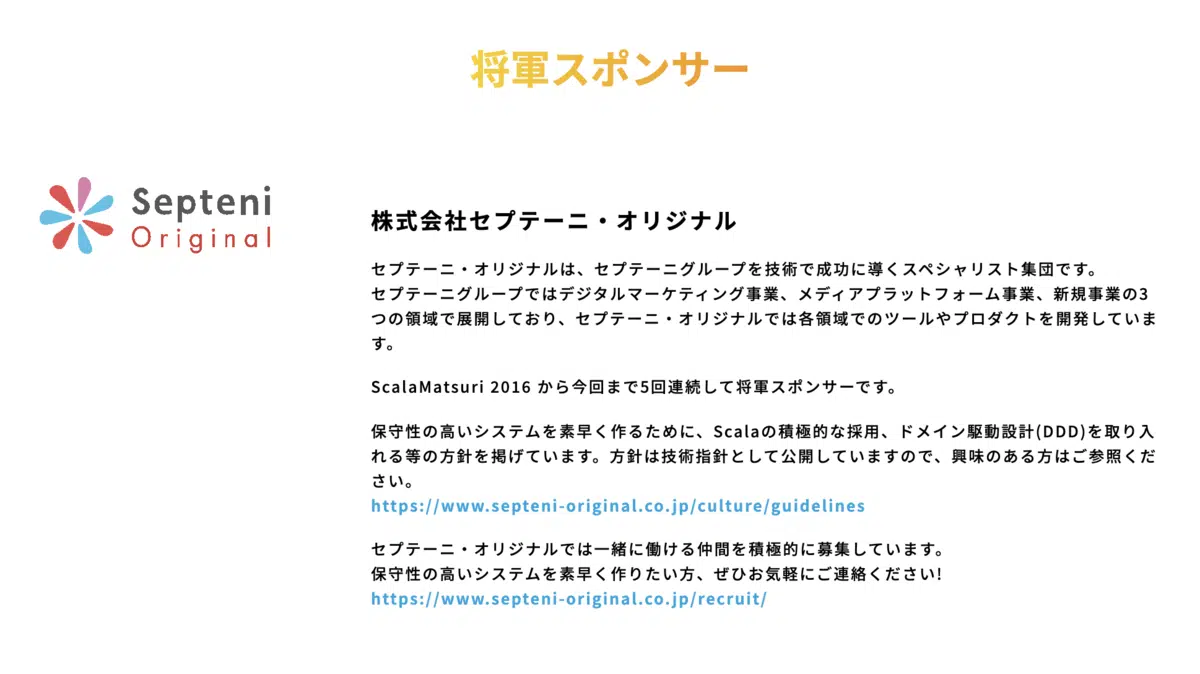 将軍スポンサー
Septeni
Original
株式会社セプテーニ・オリジナル
セプテーニ・オリジナルは、セプテーニグループを技術で成功に導くスペシャリスト集団です。
セプテーニグループではデジタルマーケティング事業、メディアプラットフォーム事業、新規事業の3
つの領域で展開しており、セプテーニ・オリジナルでは各領域でのツールやプロダクトを開発していま
す。
ScalaMatsuri 2016 から今回まで5回連続して将軍スポンサーです。
保守性の高いシステムを素早く作るために、Scalaの積極的な採用、ドメイン駆動設計(DDD)を取り入
れる等の方針を掲げています。方針は技術指針として公開していますので、興味のある方はご参照くだ
さい。
https://www.septeni-original.co.jp/culture/guidelines
セプテーニ・オリジナルでは一緒に働ける仲間を積極的に募集しています。
保守性の高いシステムを素早く作りたい方、ぜひお気軽にご連絡ください!
https://www.septeni-original.co.jp/recruit/